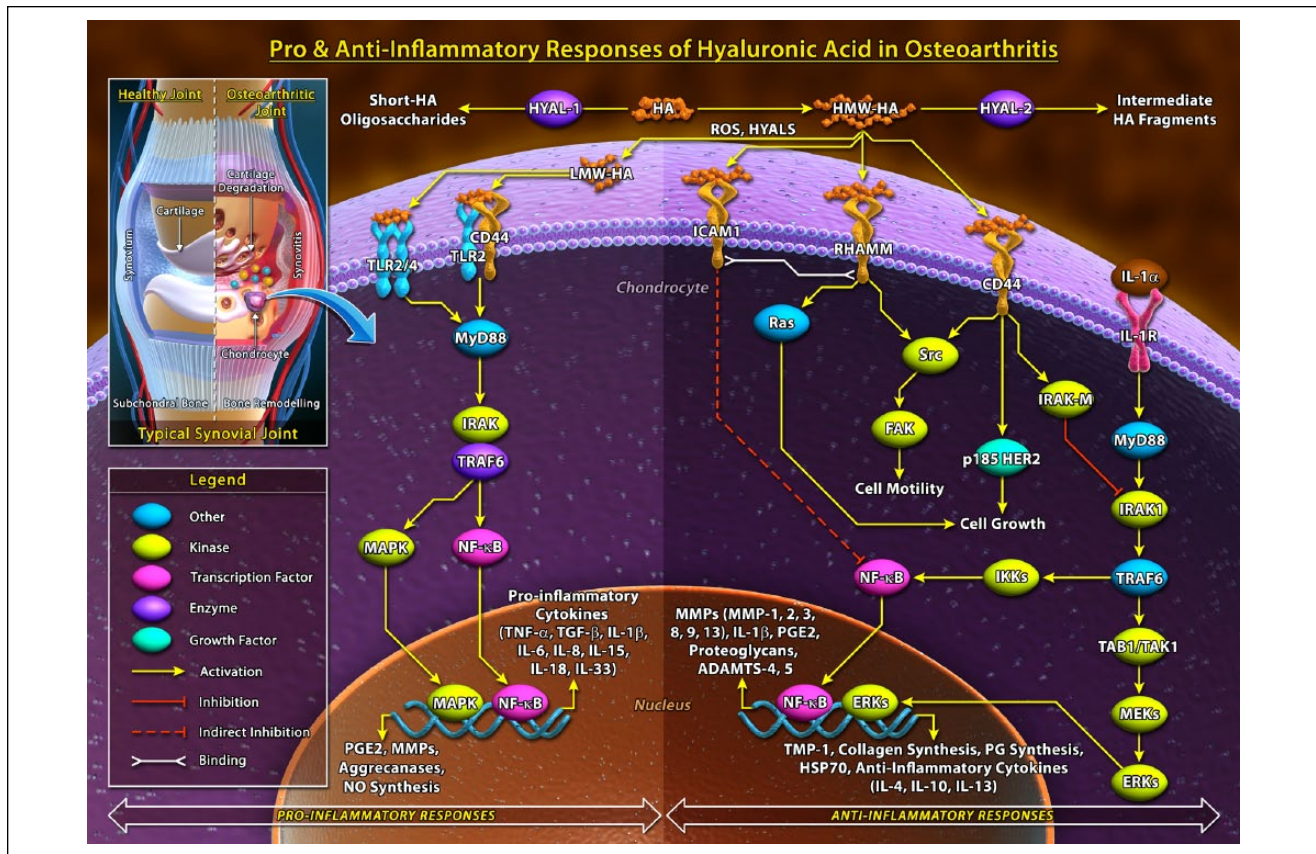 Pro & Anti-Inflammatory Responses of Hyaluronic Acid in Osteoarthritis
Healthy Joint
Osteoarthritic
Joint
Cartilage
Degradation
Cartilage
Synovium
Synovitis
Chondrocyte
Subchondral Bone
Bone Remodelling
Typical Synovial Joint
Short-HA
Oligosaccharides
HYAL-1
HA
HMW-HA
HYAL-2
Intermediate
HA Fragments
ROS, HYALS
LMW-HA
TLR2/4
TLR2
CD44
ICAM1
RHAMM
CD44
IL-1α
IL-1R
Chondrocyte
MyD88
IRAK
TRAF6
MAPK
NF-κB
Ras
Src
FAK
Cell Motility
p185 HER2
Cell Growth
IRAK-M
MyD88
IRAK1
TRAF6
IKKs
NF-κB
TAB1/TAK1
MEKs
ERKs
Legend
Other
Kinase
Transcription Factor
Enzyme
Growth Factor
Activation
Inhibition
Indirect Inhibition
Binding
Pro-inflammatory
Cytokines
(TNF-α, TGF-β, IL-1β,
IL-6, IL-8, IL-15,
IL-18, IL-33)
MAPK
NF-κB
PGE2, MMPs,
Aggrecanases,
NO Synthesis
Nucleus
MMPs (MMP-1, 2, 3,
8, 9, 13), IL-1β, PGE2,
Proteoglycans,
ADAMTS-4, 5
NF-κB
ERKs
TMP-1, Collagen Synthesis, PG Synthesis,
HSP70, Anti-Inflammatory Cytokines
(IL-4, IL-10, IL-13)
PRO-INFLAMMATORY RESPONSES
ANTI-INFLAMMATORY RESPONSES